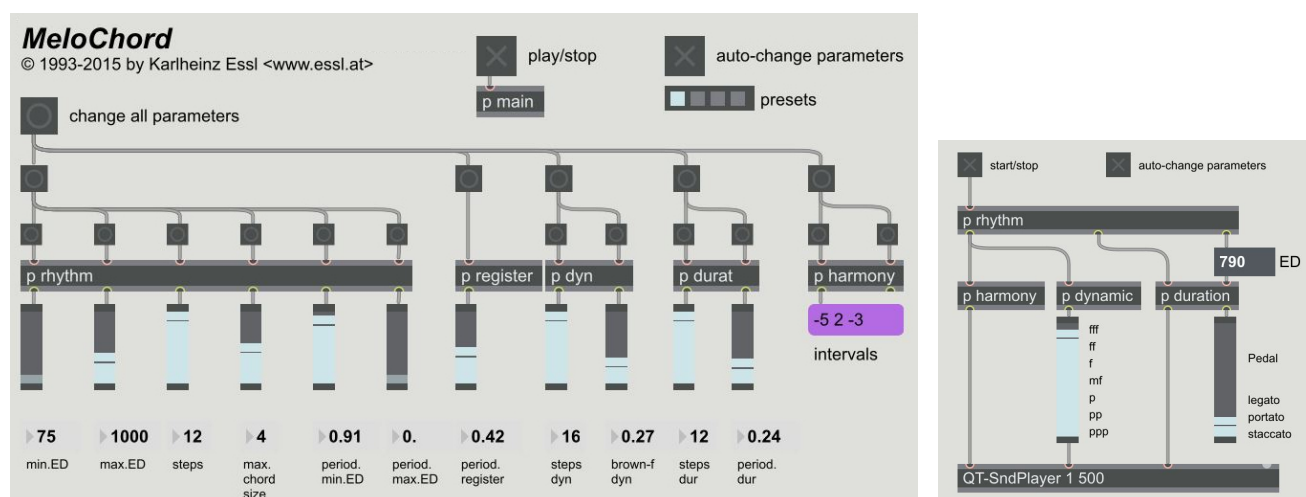 MeloChord
© 1993-2015 by Karlheinz Essl <www.essl.at>
play/stop
auto-change parameters
p main
presets
change all parameters
p rhythm
p register
p dyn
p durat
p harmony
-5 2 -3
intervals
75
1000
12
4
0.91
0.
0.42
16
0.27
12
0.24
min.ED
max.ED
steps
max.
chord
size
period.
min.ED
period.
max.ED
period.
register
steps
dyn
brown-f
dyn
steps
dur
period.
dur
start/stop
auto-change parameters
p rhythm
790
ED
p harmony
p dynamic
p duration
fff
ff
f
mf
p
pp
ppp
Pedal
legato
portato
staccato
QT-SndPlayer 1 500